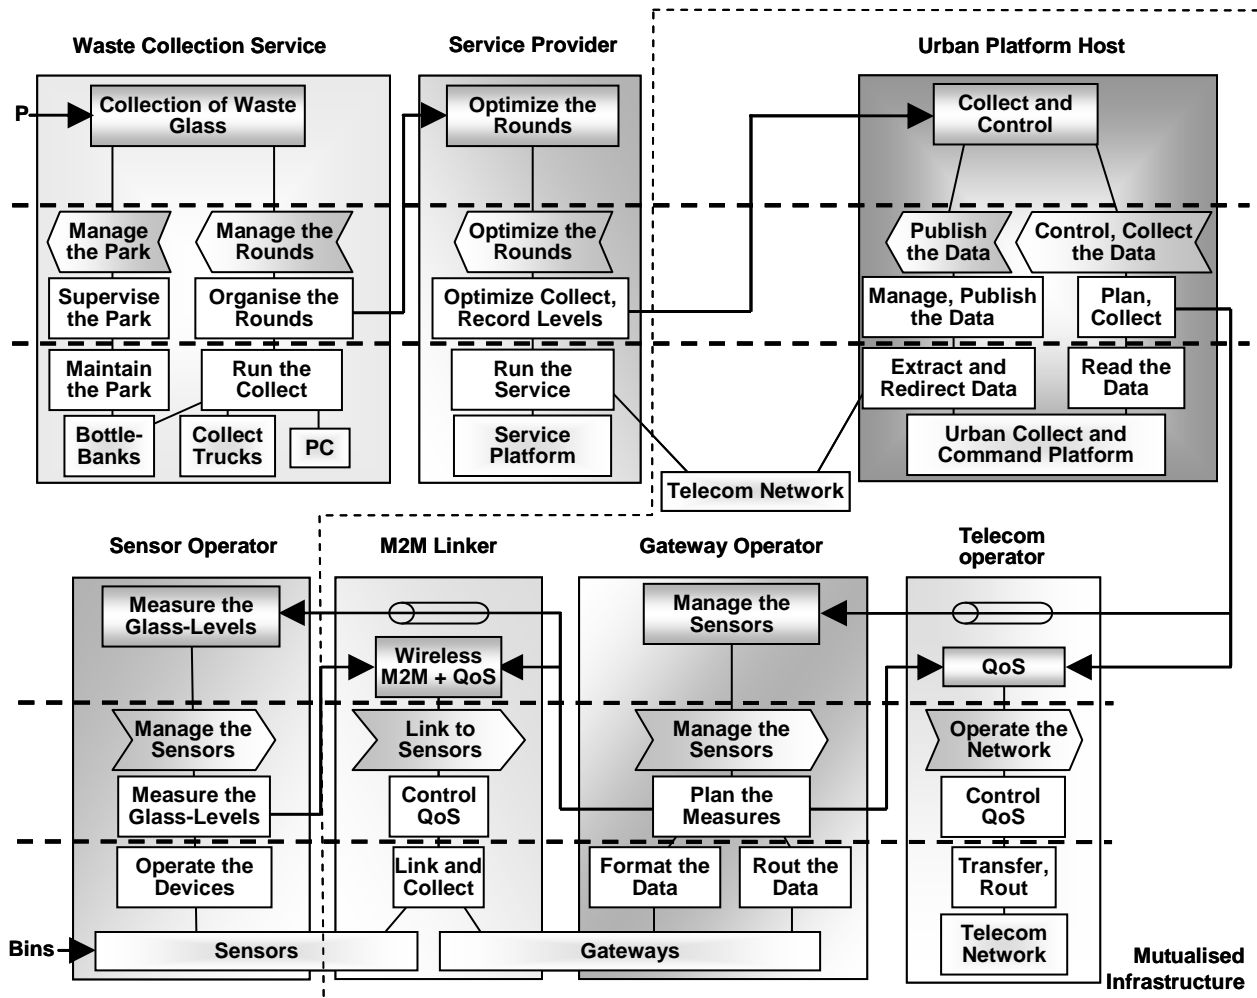 Waste Collection Service
Service Provider
Urban Platform Host
P
Collection of Waste
Glass
Optimize the
Rounds
Collect and
Control
Manage
the Park
Manage the
Rounds
Optimize the
Rounds
Publish
the Data
Control, Collect
the Data
Supervise
the Park
Organise the
Rounds
Optimize Collect,
Record Levels
Manage, Publish
the Data
Plan,
Collect
Maintain
the Park
Run the
Collect
Run the
Service
Extract and
Redirect Data
Read the
Data
Bottle-
Banks
Collect
Trucks
PC
Service
Platform
Urban Collect and
Command Platform
Telecom Network
Sensor Operator
M2M Linker
Gateway Operator
Telecom
operator
Measure the
Glass-Levels
Wireless
M2M + QoS
Manage the
Sensors
QoS
Manage the
Sensors
Link to
Sensors
Manage the
Sensors
Operate the
Network
Measure the
Glass-Levels
Control
QoS
Plan the
Measures
Control
QoS
Operate the
Devices
Link and
Collect
Format the
Data
Rout the
Data
Transfer,
Rout
Bins
Sensors
Gateways
Telecom
Network
Mutualised
Infrastructure